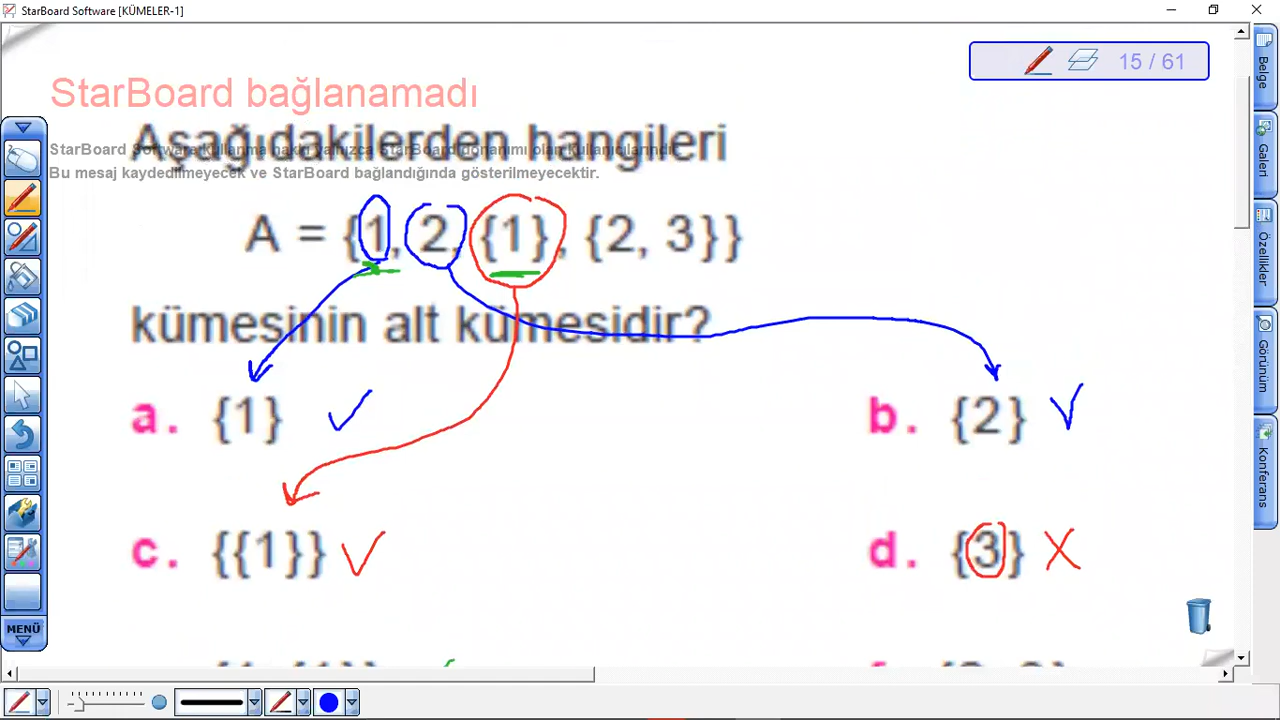 StarBoard Software [KÜMELER-1]
15 / 61
StarBoard bağlanamadı
Aşağıdakilerden hangileri
StarBoard Software kullanma hakkı yalnızca StarBoard donanımı olan kullanıcılarındır.
Bu mesaj kaydedilmeyecek ve StarBoard bağlandığında gösterilmeyecektir.
A = {1, 2, {1}, {2, 3}}
kümesinin alt kümesidir?
a. {1} ✓
b. {2} ✓
c. {{1}} ✓
d. {3} X
Belge
Galeri
Özellikler
Görünüm
Konferans
MENÜ